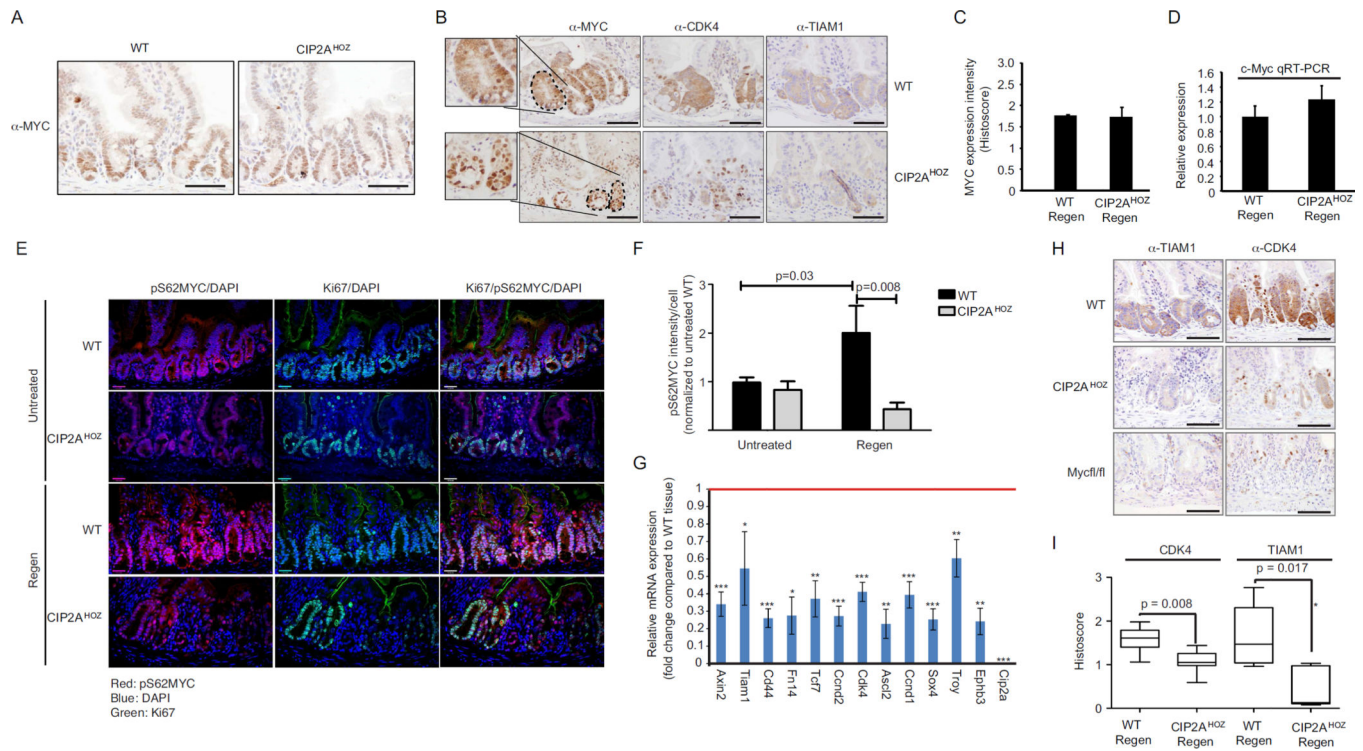 A
WT
CIP2A^HOZ
α-MYC
B
α-MYC
α-CDK4
α-TIAM1
WT
CIP2A^HOZ
C
MYC expression intensity
(Histoscore)
3
2.5
2
1.5
1
0.5
0
WT
Regen
CIP2A^HOZ
Regen
D
c-Myc qRT-PCR
Relative expression
1.6
1.4
1.2
1.0
0.8
0.6
0.4
0.2
0
WT
Regen
CIP2A^HOZ
Regen
E
pS62MYC/DAPI
Ki67/DAPI
Ki67/pS62MYC/DAPI
Untreated
WT
CIP2A^HOZ
Regen
WT
CIP2A^HOZ
Red: pS62MYC
Blue: DAPI
Green: Ki67
F
pS62MYC intensity/cell
(normalized to untreated WT)
3
2
1
p=0.03
p=0.008
WT
CIP2A^HOZ
Untreated
Regen
G
Relative mRNA expression
(fold change compared to WT tissue)
1
0.9
0.8
0.7
0.6
0.5
0.4
0.3
0.2
0.1
0
*** * *** * ** *** *** ** *** *** ** ** ***
Axin2
Tiam1
Cd44
Fn14
Tcf7
Ccnd2
Cdk4
Ascl2
Ccnd1
Sox4
Troy
Ephb3
Cip2a
H
α-TIAM1
α-CDK4
WT
CIP2A^HOZ
Mycfl/fl
I
CDK4
TIAM1
p = 0.008
p = 0.017
*
Histoscore
3
2
1
0
WT
Regen
CIP2A^HOZ
Regen
WT
Regen
CIP2A^HOZ
Regen